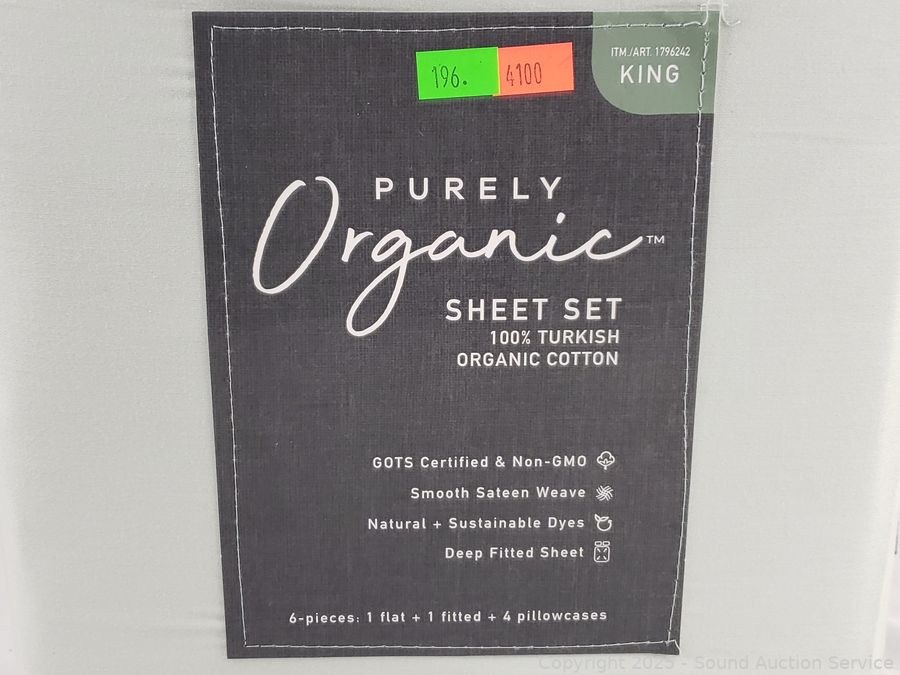 196. 4100
ITM./ART. 1796242
KING
PURELY
Organic™
SHEET SET
100% TURKISH
ORGANIC COTTON
GOTS Certified & Non-GMO
Smooth Sateen Weave
Natural + Sustainable Dyes
Deep Fitted Sheet
6-pieces: 1 flat + 1 fitted + 4 pillowcases
Copyright 2025 - Sound Auction Service